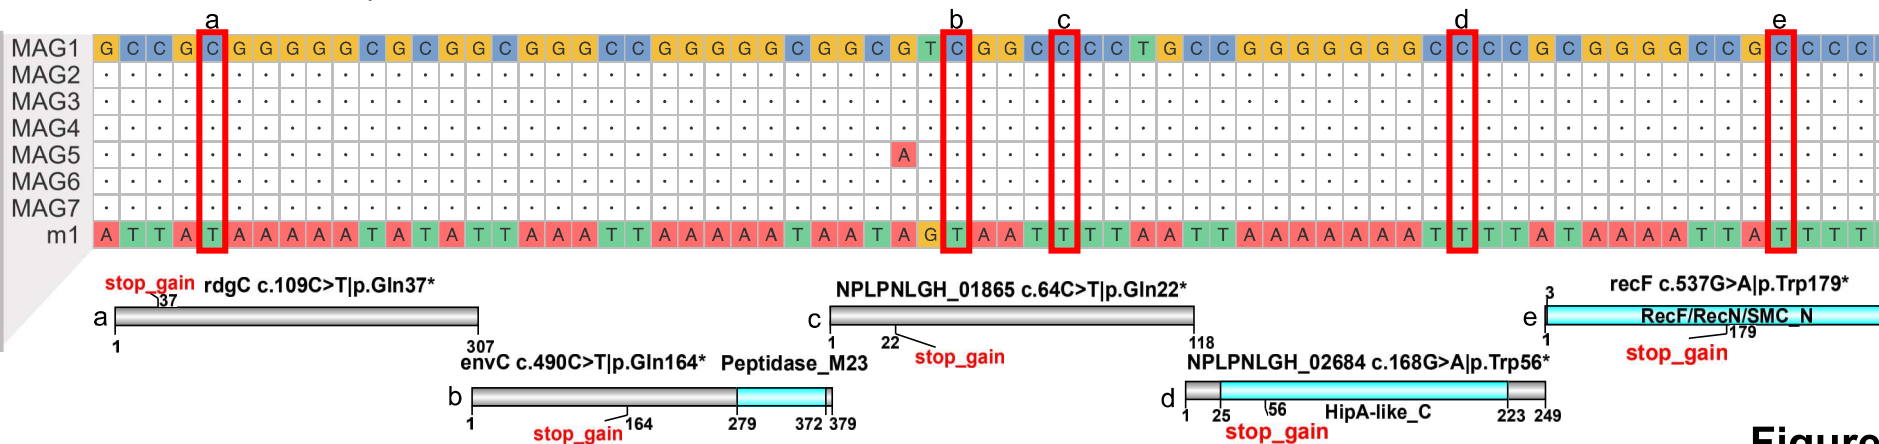 a b c d e
MAG1 G C C G C G G G G G C G C G G C G G G C C G G G G G C G G C G T C G G C C C C T G C C G G G G G G G C C C C G C G G G G C C G C C C C
MAG2
MAG3
MAG4
MAG5 A
MAG6
MAG7
m1 A T T A T A A A A A T A T A T T A A A T T A A A A A T A A T A G T A A T T T T A A T T A A A A A A A T T T T A T A A A A T T A T T T T
stop_gain rdgC c.109C>T|p.Gln37*
37
a
1 307
envC c.490C>T|p.Gln164* Peptidase_M23
b
1 164 279 372 379
stop_gain
NPLPNLGH_01865 c.64C>T|p.Gln22*
c
1 22 118
stop_gain
NPLPNLGH_02684 c.168G>A|p.Trp56*
d
1 25 56 HipA-like_C 223 249
stop_gain
recF c.537G>A|p.Trp179*
3
e RecF/RecN/SMC_N
1 179
stop_gain
Figure